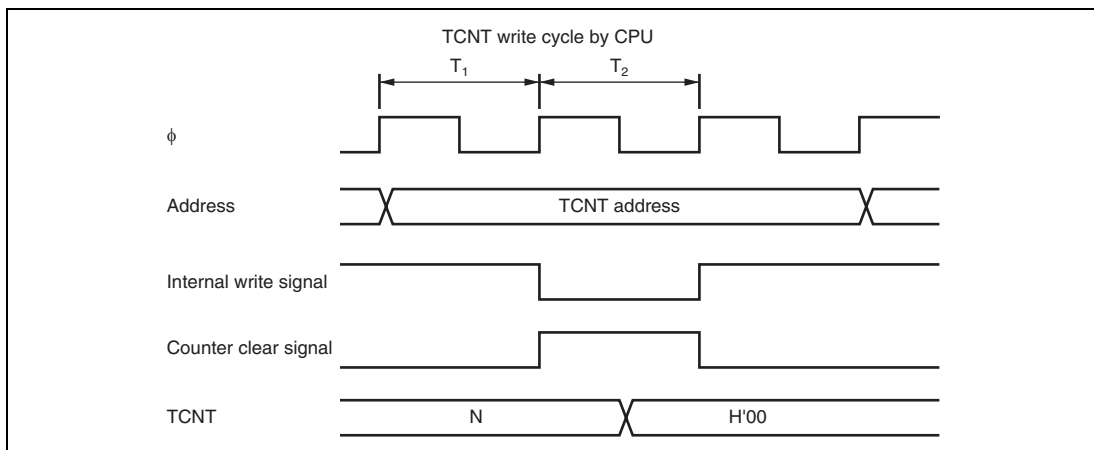 TCNT write cycle by CPU
T1 T2
ϕ
Address TCNT address
Internal write signal
Counter clear signal
TCNT N H'00